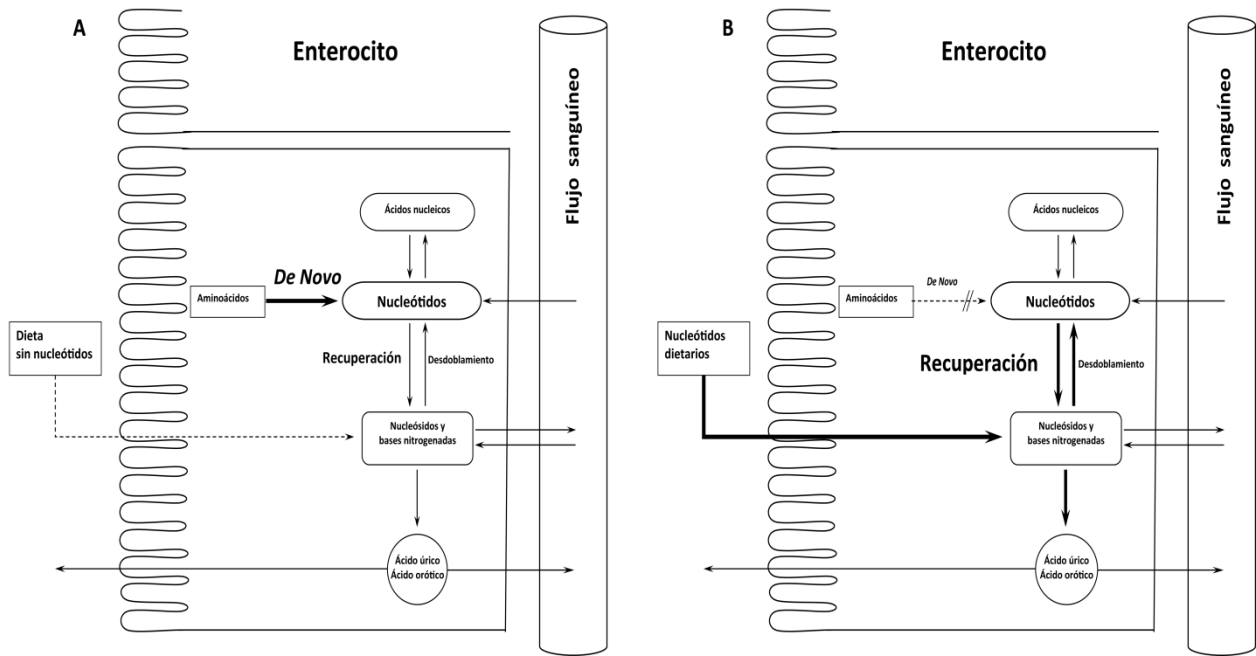 A
Enterocito
Flujo sanguíneo
Ácidos nucleicos
De Novo
Aminoácidos
Nucleótidos
Dieta
sin nucleótidos
Recuperación
Desdoblamiento
Nucleósidos y
bases nitrogenadas
Ácido úrico
Ácido orótico
B
Enterocito
Flujo sanguíneo
Ácidos nucleicos
De Novo
Aminoácidos
Nucleótidos
Nucleótidos
dietarios
Recuperación
Desdoblamiento
Nucleósidos y
bases nitrogenadas
Ácido úrico
Ácido orótico